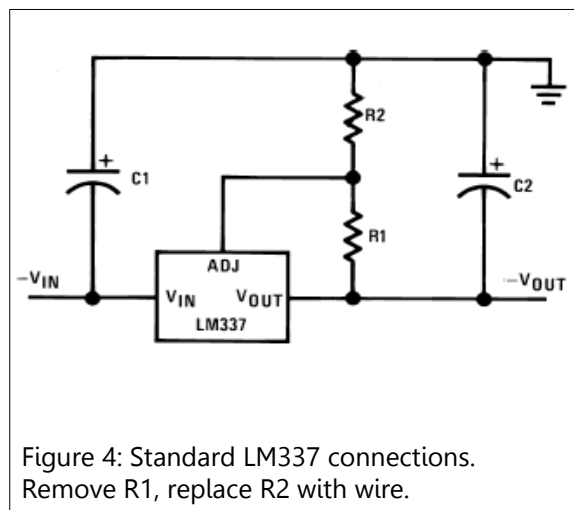 R2
+
C1
+
C2
R1
ADJ
-VIN
-VOUT
VIN VOUT
LM337
Figure 4: Standard LM337 connections.
Remove R1, replace R2 with wire.